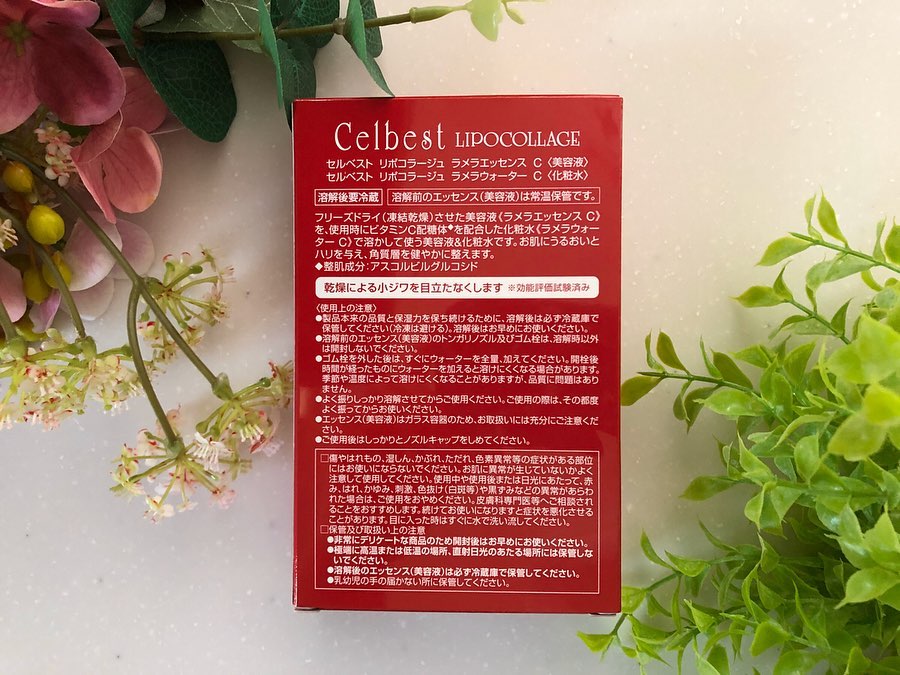 Celbest LIPOCOLLAGE
セルベスト リポコラージュ ラメラエッセンス C〈美容液〉
セルベスト リポコラージュ ラメラウォーター C〈化粧水〉
溶解後要冷蔵 溶解前のエッセンス(美容液)は常温保管です。
フリーズドライ(凍結乾燥)させた美容液《ラメラエッセンス C》
を、使用時にビタミンC配糖体◆を配合した化粧水《ラメラウォー
ター C》で溶かして使う美容液&化粧水です。お肌にうるおいと
ハリを与え、角質層を健やかに整えます。
◆整肌成分:アスコルビルグルコシド
乾燥による小ジワを目立たなくします ※効能評価試験済み
〈使用上の注意〉
●製品本来の品質と保湿力を保ち続けるために、溶解後は必ず冷蔵庫で
保管してください(冷凍は避ける)。溶解後はお早めにお使いください。
●溶解前のエッセンス(美容液)のトンガリノズル及びゴム栓は、溶解時以外
は開封しないでください。
●ゴム栓を外した後は、すぐにウォーターを全量、加えてください。開栓後
時間が経ったものにウォーターを加えると溶けにくくなる場合があります。
季節や温度によって溶けにくくなることがありますが、品質に問題はあり
ません。
●よく振りしっかり溶解させてからご使用ください。ご使用の際は、その都度
よく振ってからお使いください。
●エッセンス(美容液)はガラス容器のため、お取扱いには充分にご注意くだ
さい。
●ご使用後はしっかりとノズルキャップをしめてください。
□傷やはれもの、湿しん、かぶれ、ただれ、色素異常等の症状がある部位
にはお使いにならないでください。お肌に異常が生じていないかよく
注意して使用してください。使用中や使用後または日光にあたって、赤
み、はれ、かゆみ、刺激、色抜け(白斑等)や黒ずみなどの異常があらわ
れた場合は、ご使用をおやめください。皮膚科専門医等へご相談され
ることをおすすめします。続けてお使いになりますと症状を悪化させる
ことがあります。目に入った時はすぐに水で洗い流してください。
□保管及び取扱い上の注意
●非常にデリケートな商品のため開封後はお早めにお使いください。
●極端に高温または低温の場所、直射日光のあたる場所には保管しな
いでください。
●溶解後のエッセンス(美容液)は必ず冷蔵庫で保管してください。
●乳幼児の手の届かない所に保管してください。